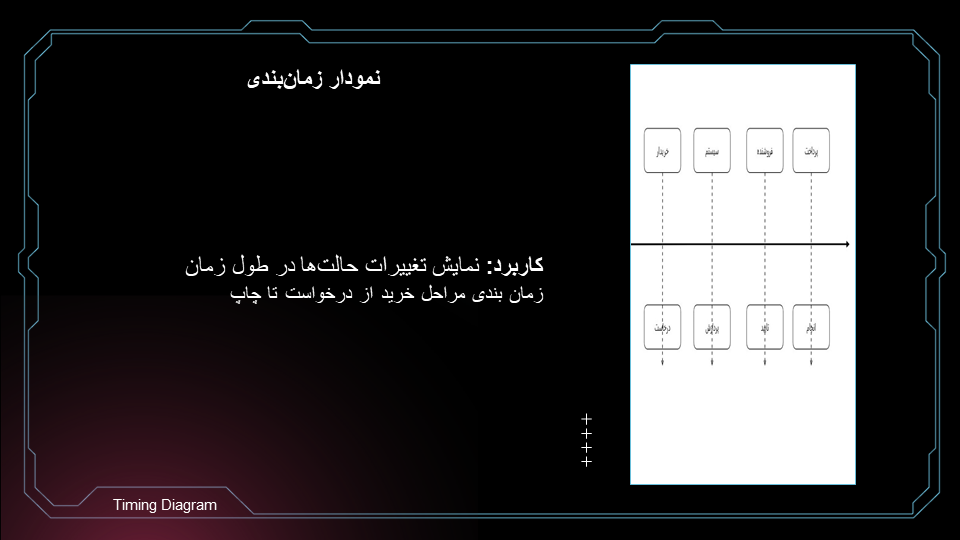 نمودار زمان‌بندی
کاربرد: نمایش تغییرات حالت‌ها در طول زمان
زمان بندی مراحل خرید از درخواست تا چاپ
خریدار سیستم فروشنده پرداخت
درخواست پردازش تایید انجام
Timing Diagram